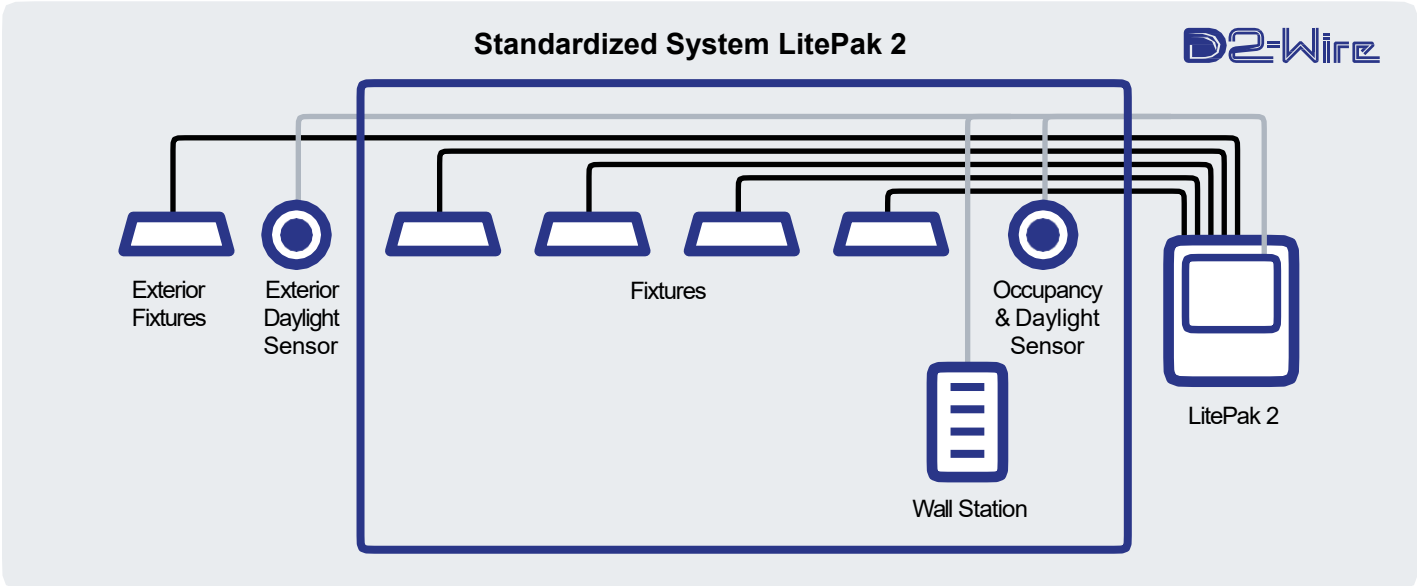 Standardized System LitePak 2
D2-Wire
Exterior
Fixtures
Exterior
Daylight
Sensor
Fixtures
Occupancy
& Daylight
Sensor
LitePak 2
Wall Station